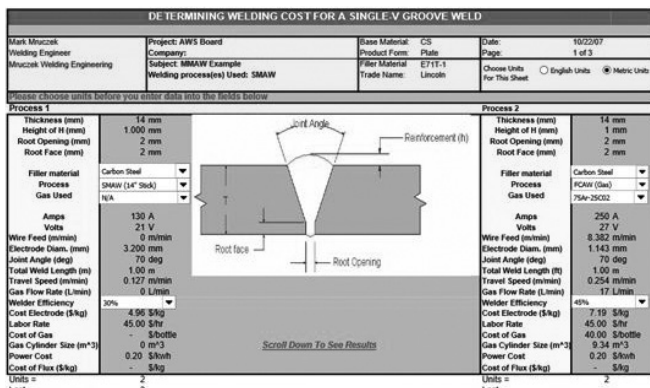 DETERMINING WELDING COST FOR A SINGLE-V GROOVE WELD
Mark Mruczek
Welding Engineer
Mruczek Welding Engineering
Project: AWS Board
Company:
Subject: MMAW Example
Welding process(es) Used: SMAW
Base Material: CS
Product Form: Plate
Filler Material E71T-1
Trade Name: Lincoln
Date: 10/22/07
Page: 1 of 3
Choose Units For This Sheet
English Units
Metric Units
Please choose units before you enter data into the fields below
Process 1
Thickness (mm) 14 mm
Height of H (mm) 1.000 mm
Root Opening (mm) 2 mm
Root Face (mm) 2 mm
Filler material Carbon Steel
Process SMAW (14" Stick)
Gas Used N/A
Amps 130 A
Volts 21 V
Wire Feed (m/min) 0 m/min
Electrode Diam. (mm) 3.200 mm
Joint Angle (deg) 70 deg
Total Weld Length (m) 1.00 m
Travel Speed (m/min) 0.127 m/min
Gas Flow Rate (L/min) 0 L/min
Welder Efficiency 30%
Cost Electrode ($/kg) 4.96 $/kg
Labor Rate 45.00 $/hr
Cost of Gas - $/bottle
Gas Cylinder Size (m^3) 0 m^3
Power Cost 0.20 $/kwh
Cost of Flux ($/kg) - $/kg
Units = 2
Joint Angle
Reinforcement (h)
T
Root face
Root Opening
Scroll Down To See Results
Process 2
Thickness (mm) 14 mm
Height of H (mm) 1 mm
Root Opening (mm) 2 mm
Root Face (mm) 2 mm
Filler material Carbon Steel
Process FCAW (Gas)
Gas Used 75Ar-25CO2
Amps 250 A
Volts 27 V
Wire Feed (m/min) 8.382 m/min
Electrode Diam. (mm) 1.143 mm
Joint Angle (deg) 70 deg
Total Weld Length (ft) 1.00 m
Travel Speed (m/min) 0.254 m/min
Gas Flow Rate (L/min) 17 L/min
Welder Efficiency 45%
Cost Electrode ($/kg) 7.19 $/kg
Labor Rate 45.00 $/hr
Cost of Gas 40.00 $/bottle
Gas Cylinder Size (m^3) 9.34 m^3
Power Cost 0.20 $/kwh
Cost of Flux ($/kg) - $/kg
Units = 2